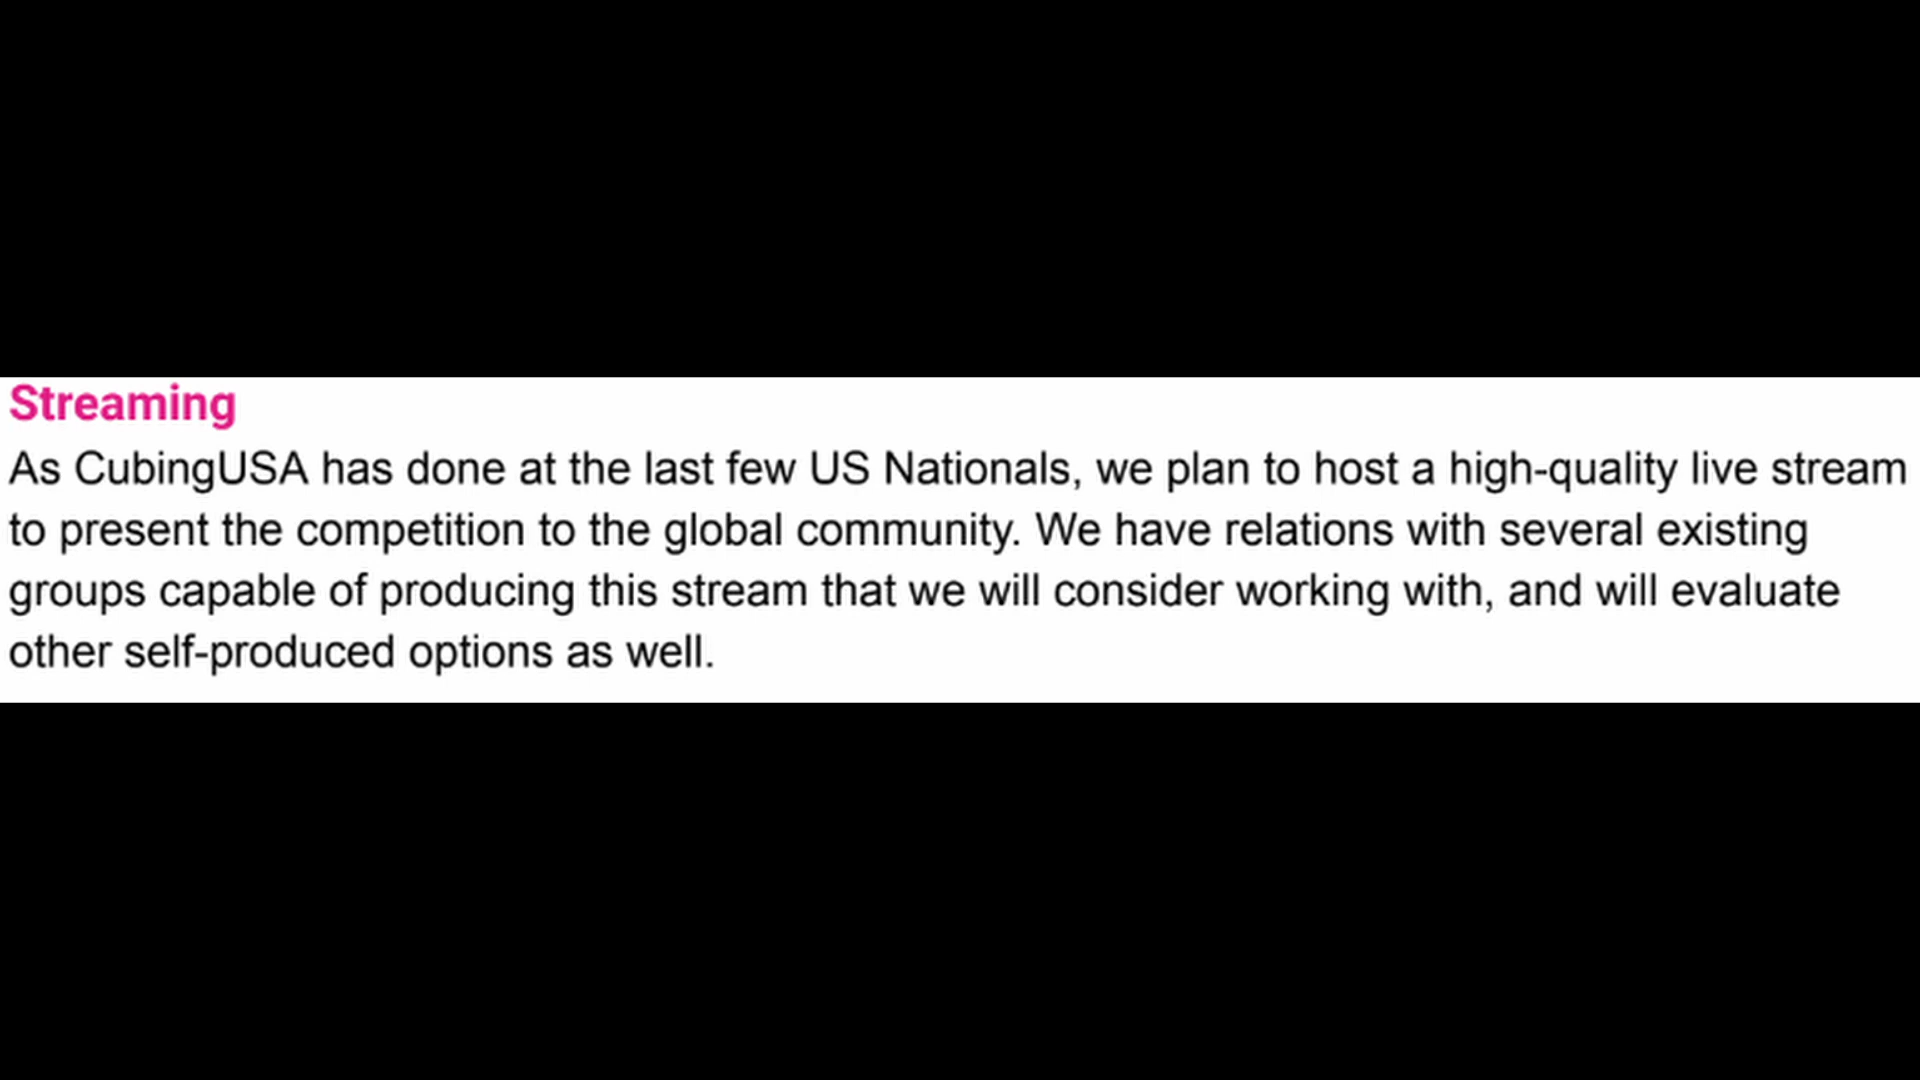 Streaming
As CubingUSA has done at the last few US Nationals, we plan to host a high-quality live stream
to present the competition to the global community. We have relations with several existing
groups capable of producing this stream that we will consider working with, and will evaluate
other self-produced options as well.